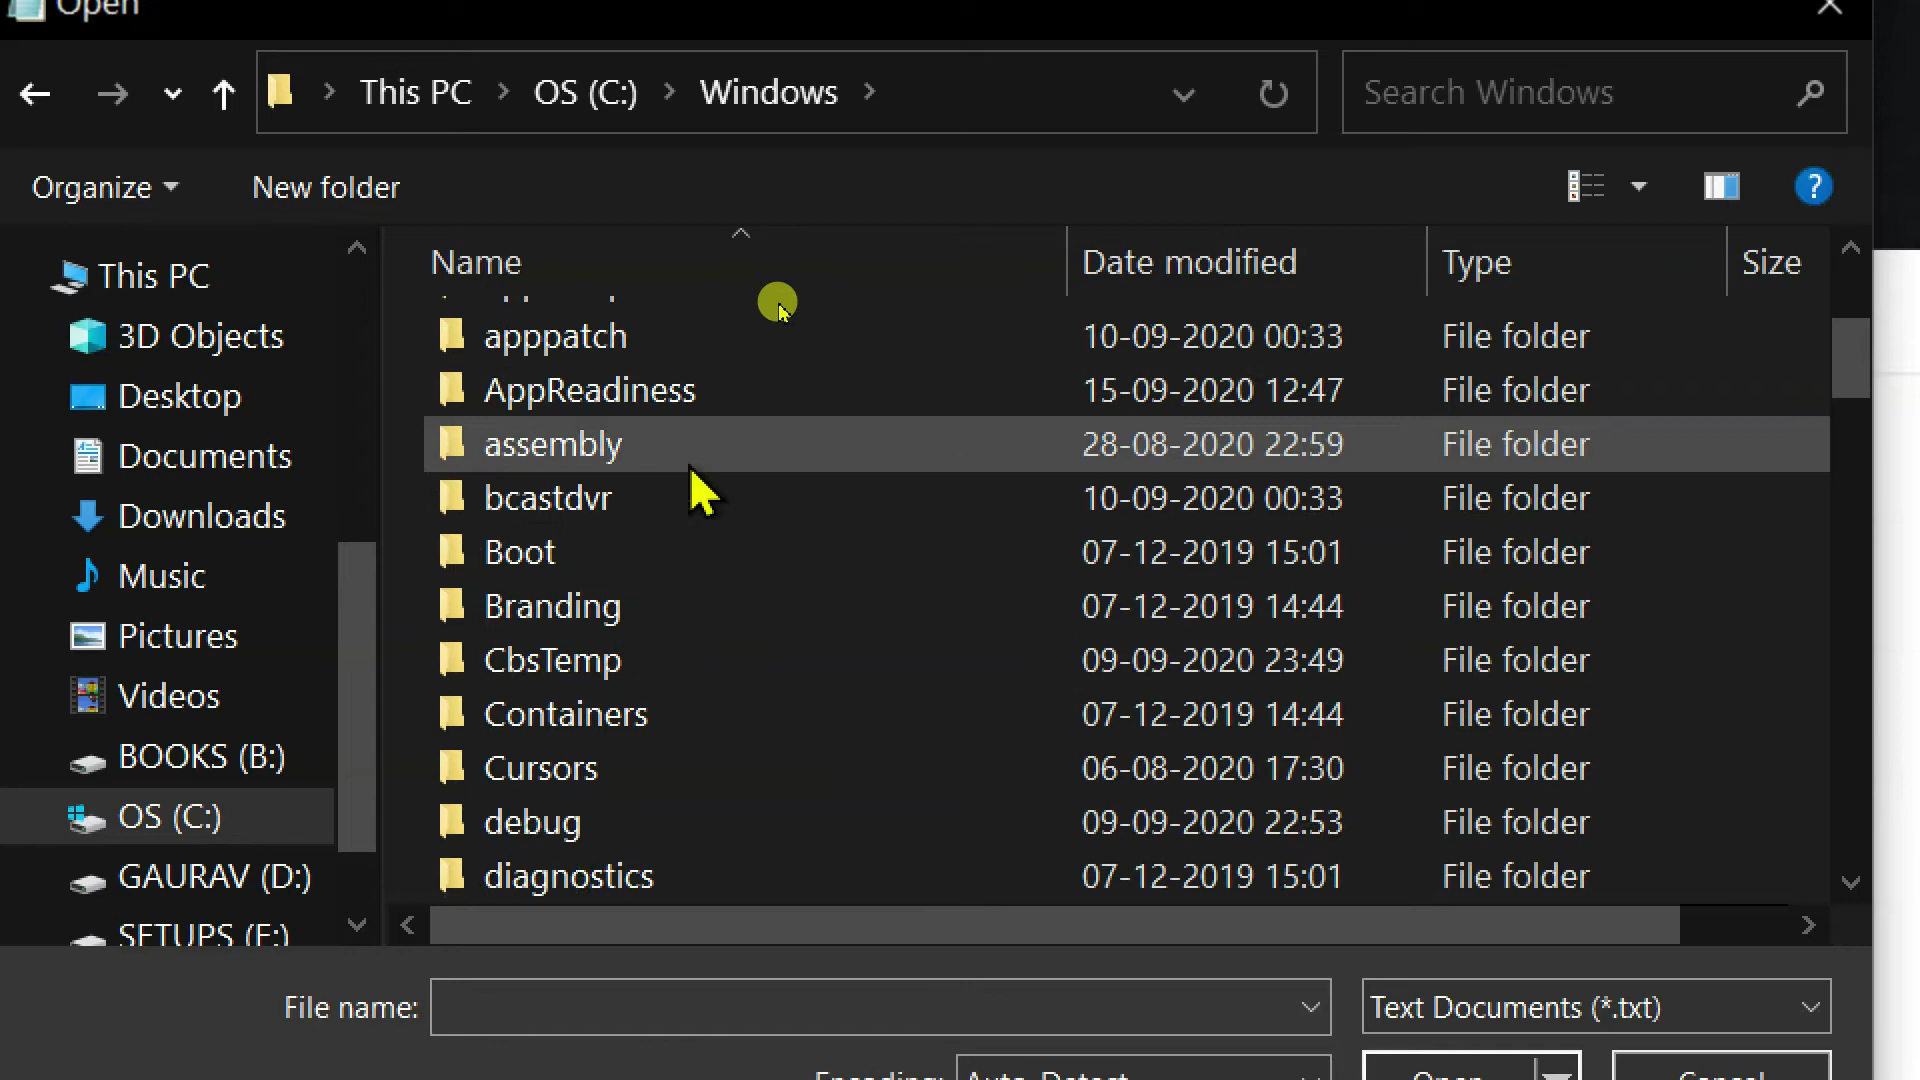 Open
This PC OS (C:) Windows
Search Windows
Organize New folder
Name Date modified Type Size
This PC
3D Objects
Desktop
Documents
Downloads
Music
Pictures
Videos
BOOKS (B:)
OS (C:)
GAURAV (D:)
SETUPS (E:)
apppatch 10-09-2020 00:33 File folder
AppReadiness 15-09-2020 12:47 File folder
assembly 28-08-2020 22:59 File folder
bcastdvr 10-09-2020 00:33 File folder
Boot 07-12-2019 15:01 File folder
Branding 07-12-2019 14:44 File folder
CbsTemp 09-09-2020 23:49 File folder
Containers 07-12-2019 14:44 File folder
Cursors 06-08-2020 17:30 File folder
debug 09-09-2020 22:53 File folder
diagnostics 07-12-2019 15:01 File folder
File name: Text Documents (*.txt)
Encoding: Auto-Detect Open Cancel